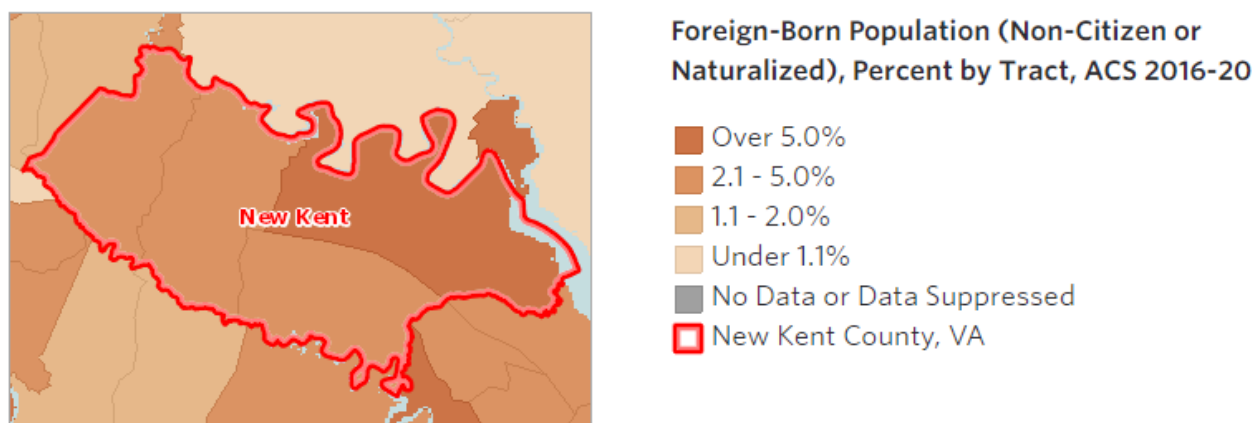 New Kent
Foreign-Born Population (Non-Citizen or
Naturalized), Percent by Tract, ACS 2016-20
Over 5.0%
2.1 - 5.0%
1.1 - 2.0%
Under 1.1%
No Data or Data Suppressed
New Kent County, VA